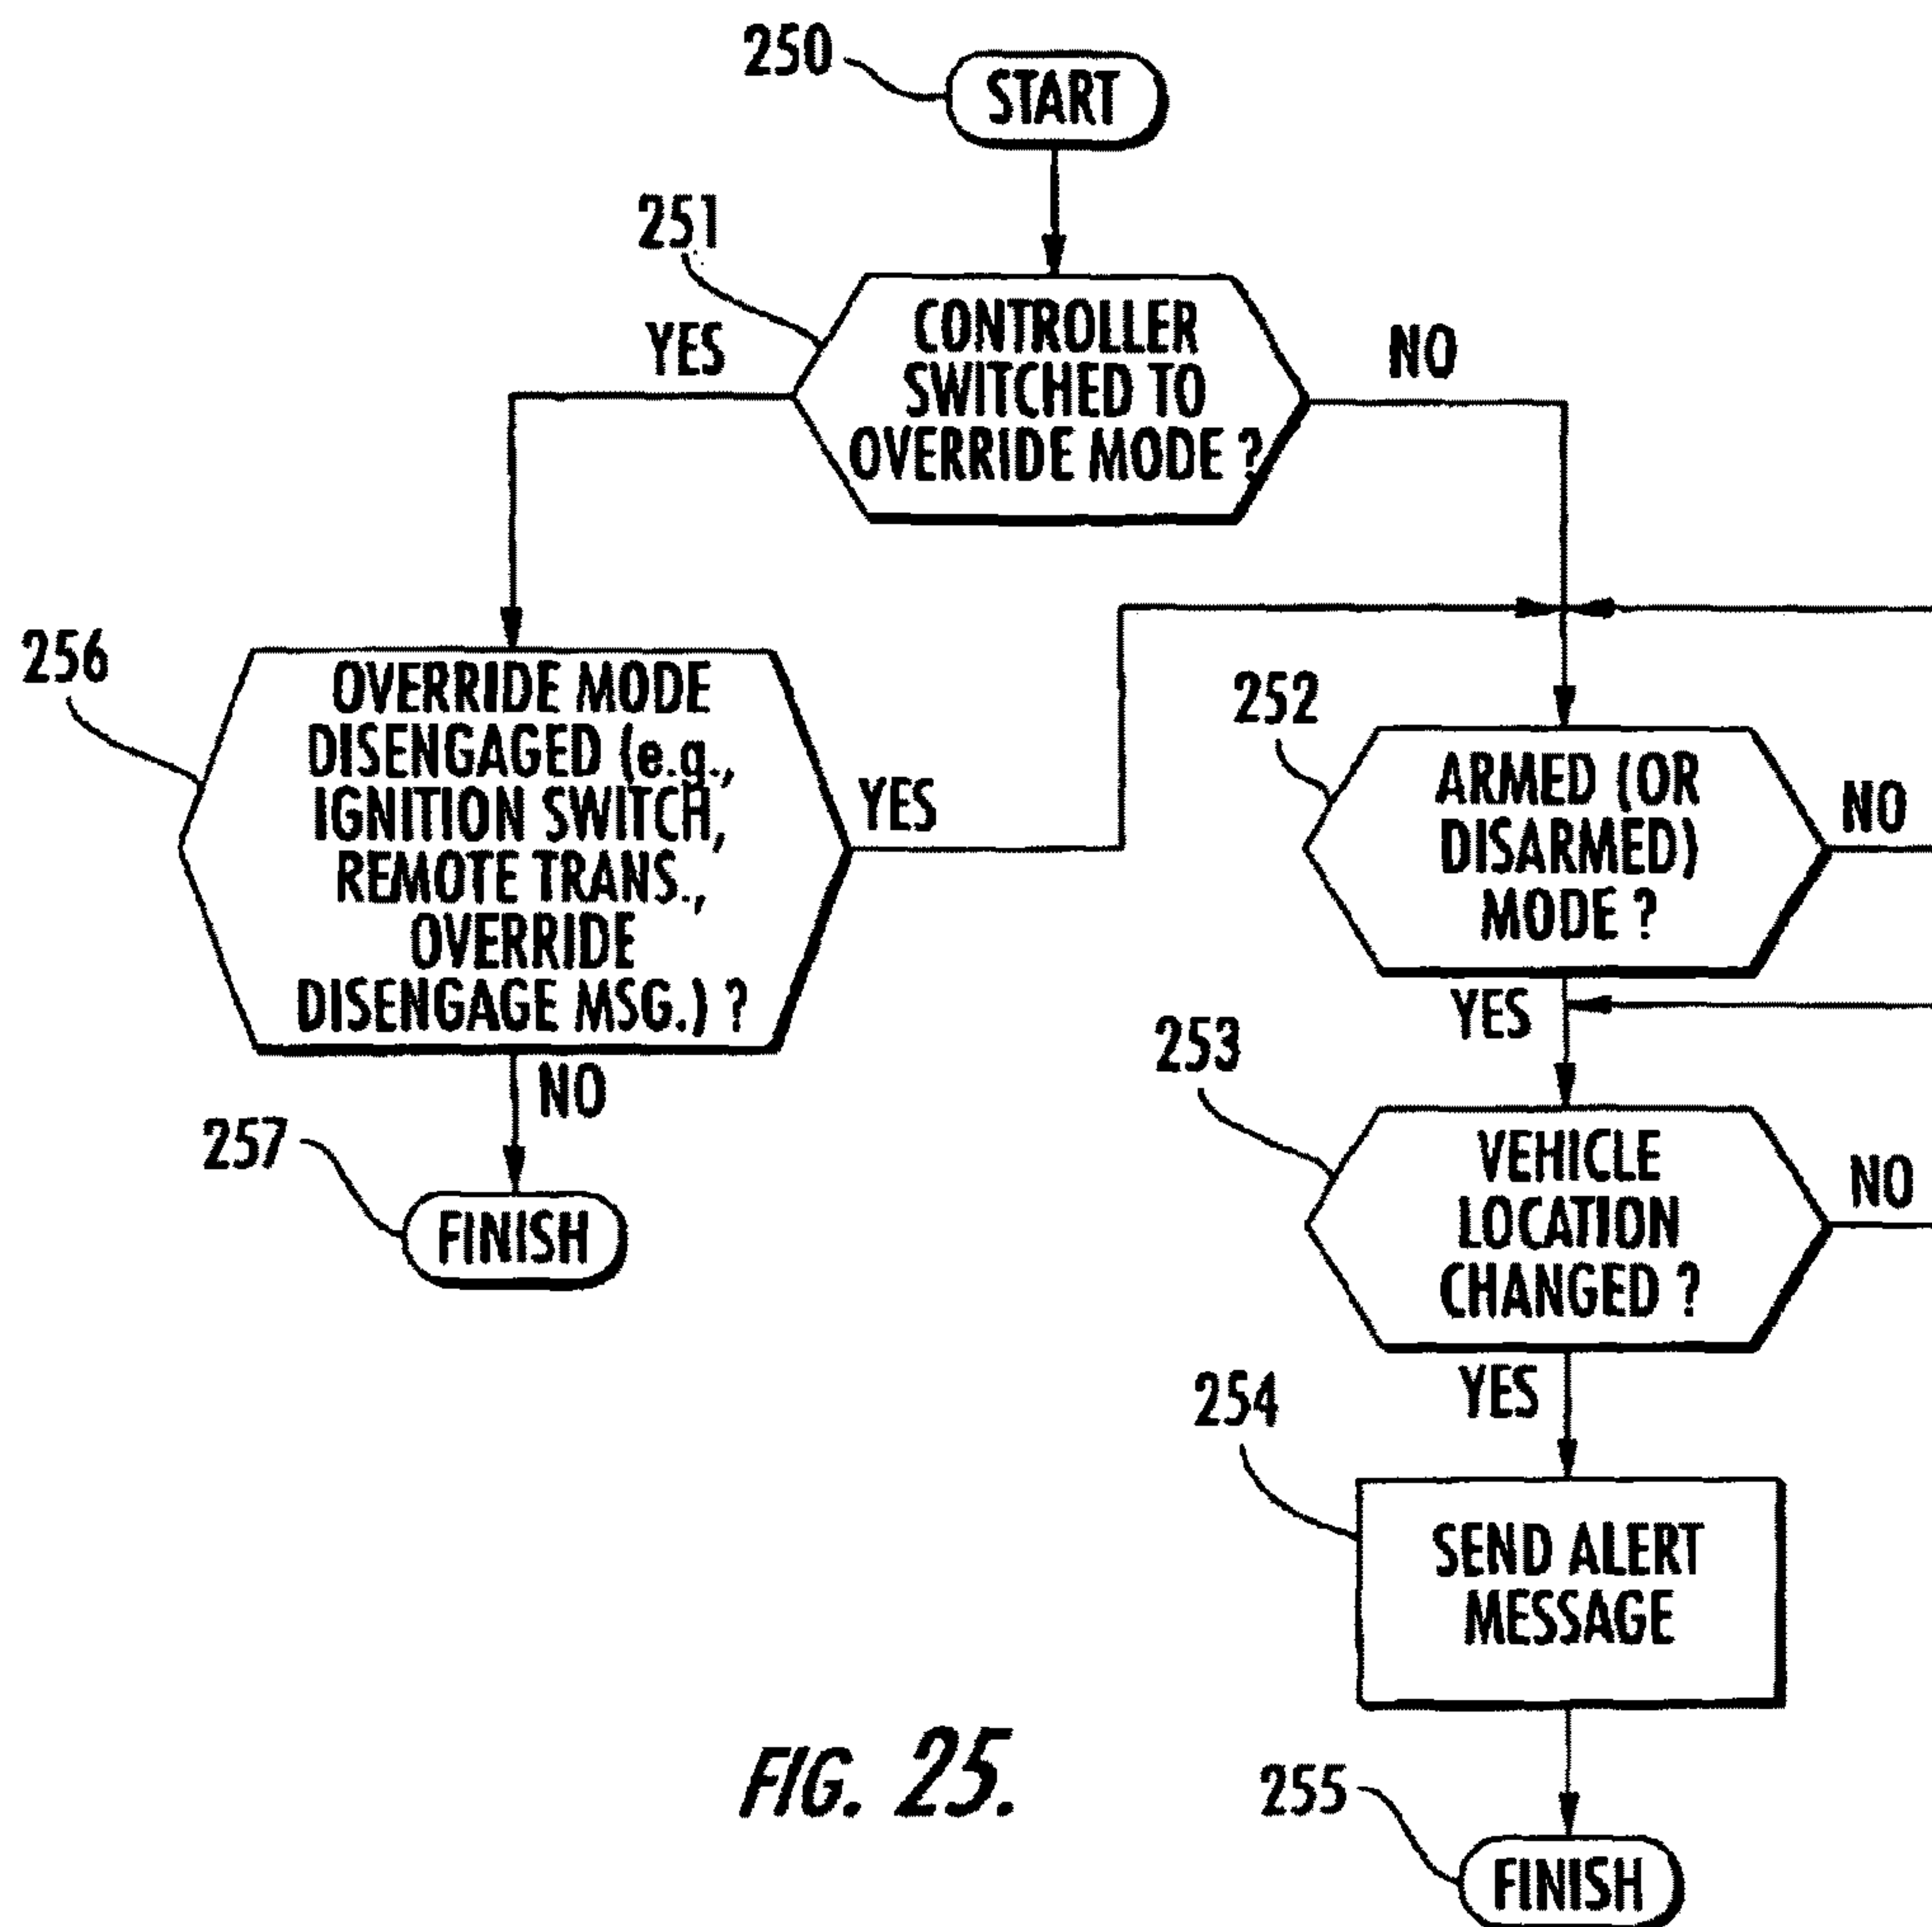 250
START
251
YES
CONTROLLER
SWITCHED TO
OVERRIDE MODE ?
NO
256
OVERRIDE MODE
DISENGAGED (e.g.,
IGNITION SWITCH,
REMOTE TRANS.,
OVERRIDE
DISENGAGE MSG.) ?
YES
NO
257
FINISH
252
ARMED (OR
DISARMED)
MODE ?
NO
YES
253
VEHICLE
LOCATION
CHANGED ?
NO
YES
254
SEND ALERT
MESSAGE
255
FINISH
FIG. 25.